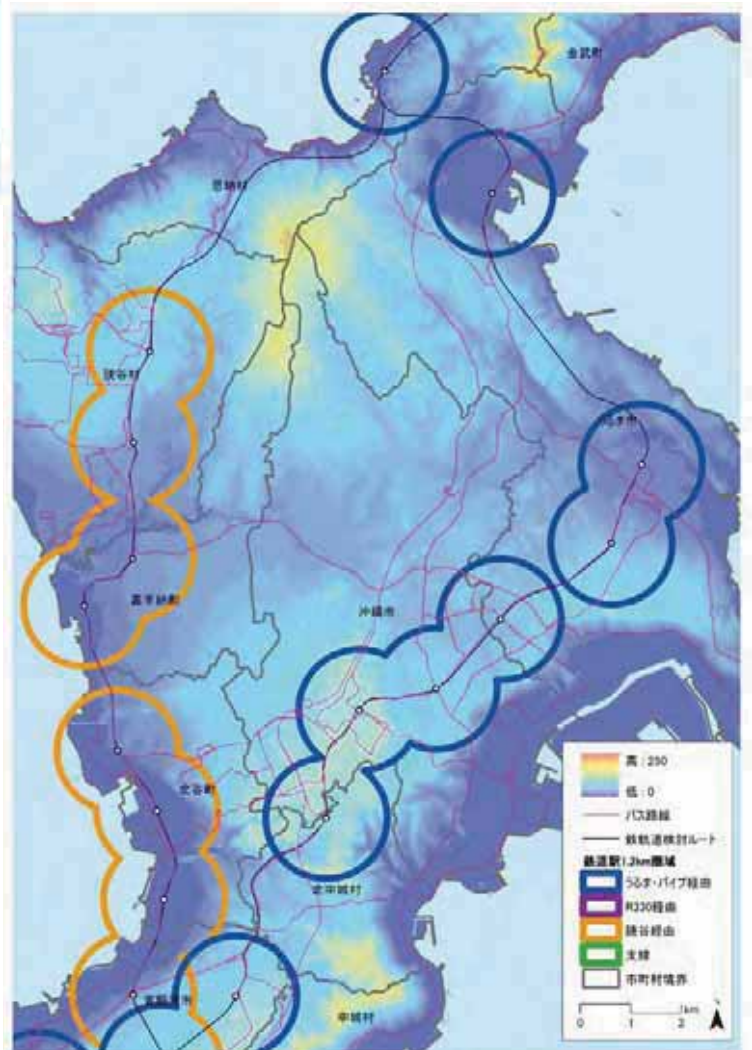 金武町
恩納村
読谷村
うるま市
嘉手納町
沖縄市
北谷町
北中城村
宜野湾市
中城村
高 : 250
低 : 0
バス路線
鉄軌道検討ルート
鉄道駅1.2km圏域
うるま・パイプ経由
R330経由
読谷経由
支線
市町村境界
km
0 1 2